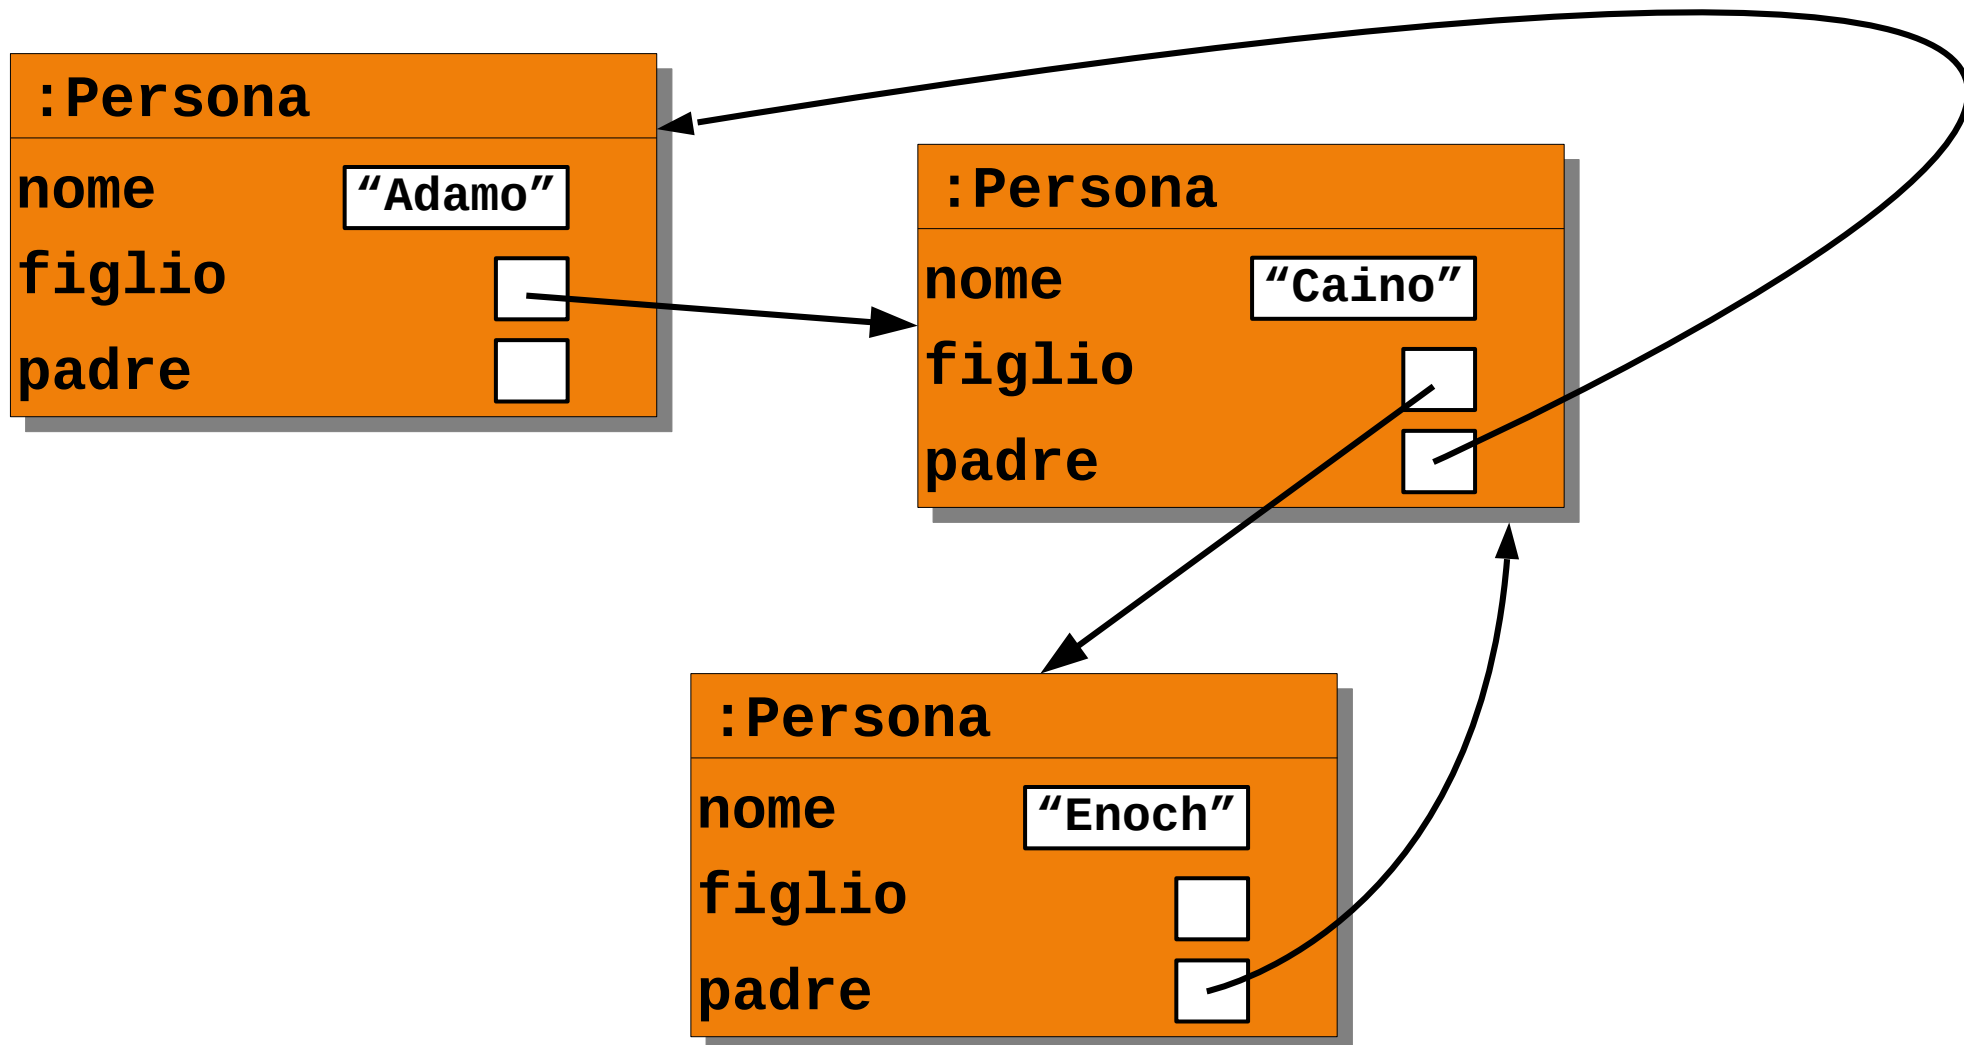 :Persona
nome “Adamo”
figlio
padre
:Persona
nome “Caino”
figlio
padre
:Persona
nome “Enoch”
figlio
padre